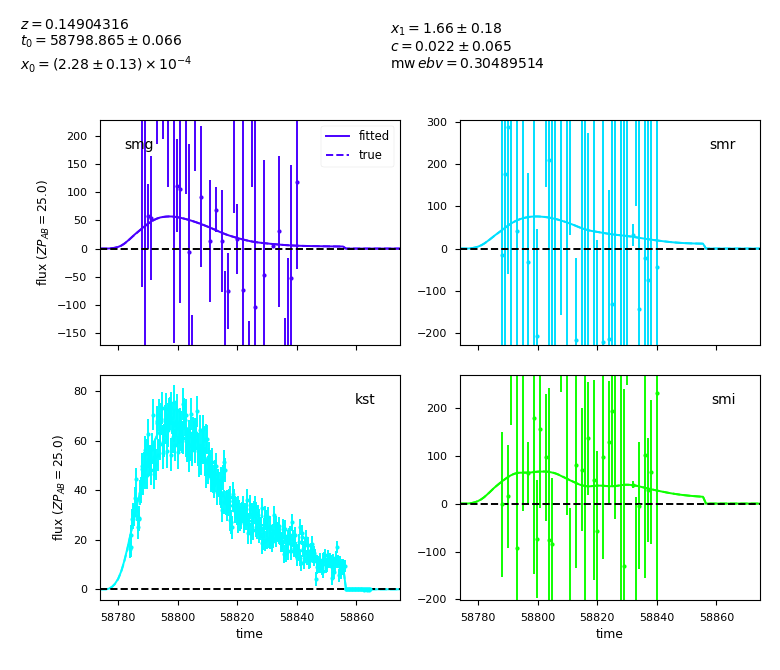 z = 0.14904316
t₀ = 58798.865 ± 0.066
x₀ = (2.28 ± 0.13) × 10⁻⁴
x₁ = 1.66 ± 0.18
c = 0.022 ± 0.065
mw ebv = 0.30489514
smg
fitted
true
200
150
100
50
0
−50
−100
−150
flux (ZP_AB = 25.0)
smr
300
200
100
0
−100
−200
kst
80
60
40
20
0
flux (ZP_AB = 25.0)
58780 58800 58820 58840 58860
time
smi
200
100
0
−100
−200
58780 58800 58820 58840 58860
time